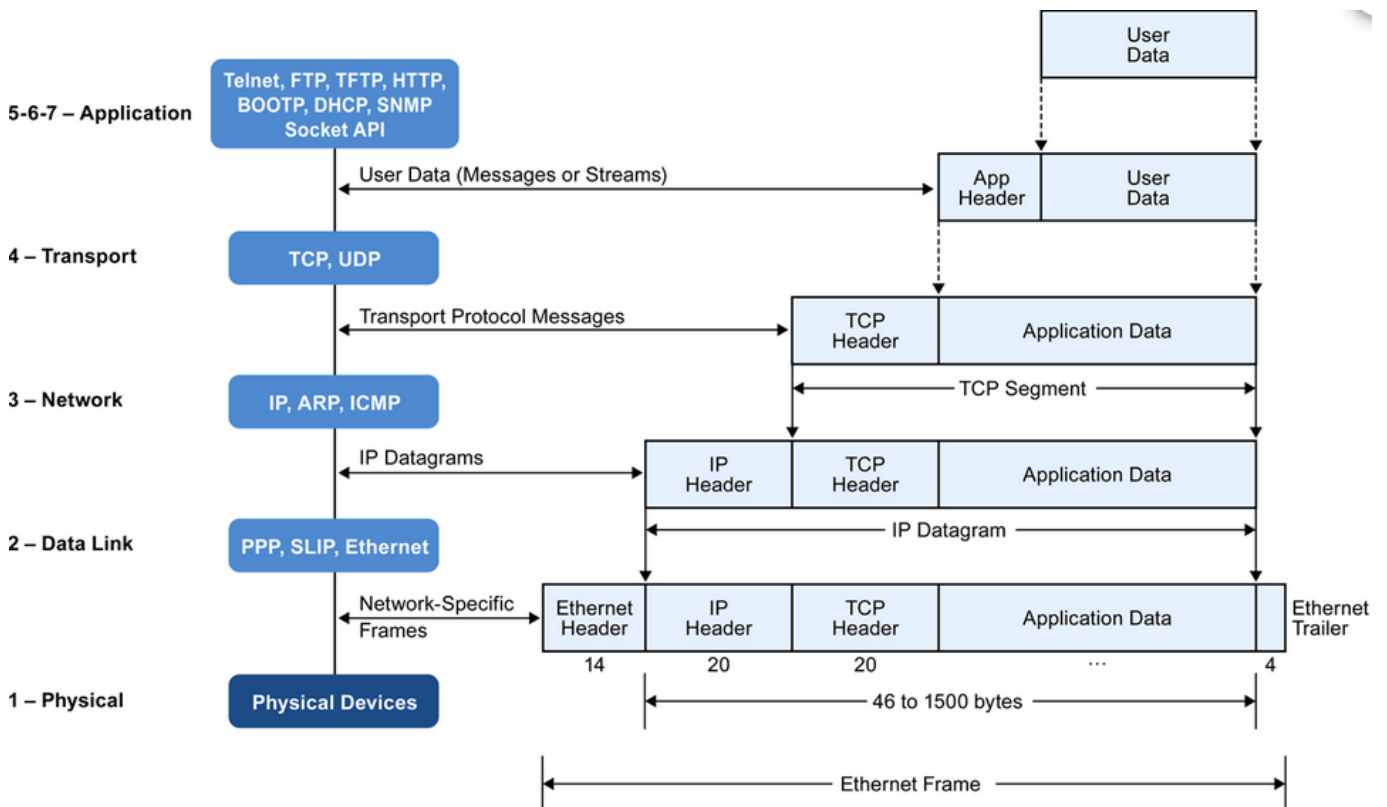 User
Data
Telnet, FTP, TFTP, HTTP,
BOOTP, DHCP, SNMP
Socket API
5-6-7 – Application
User Data (Messages or Streams)
App
Header
User
Data
4 – Transport
TCP, UDP
Transport Protocol Messages
TCP
Header
Application Data
TCP Segment
3 – Network
IP, ARP, ICMP
IP Datagrams
IP
Header
TCP
Header
Application Data
IP Datagram
2 – Data Link
PPP, SLIP, Ethernet
Network-Specific
Frames
Ethernet
Header
IP
Header
TCP
Header
Application Data
Ethernet
Trailer
14
20
20
...
4
1 – Physical
Physical Devices
46 to 1500 bytes
Ethernet Frame